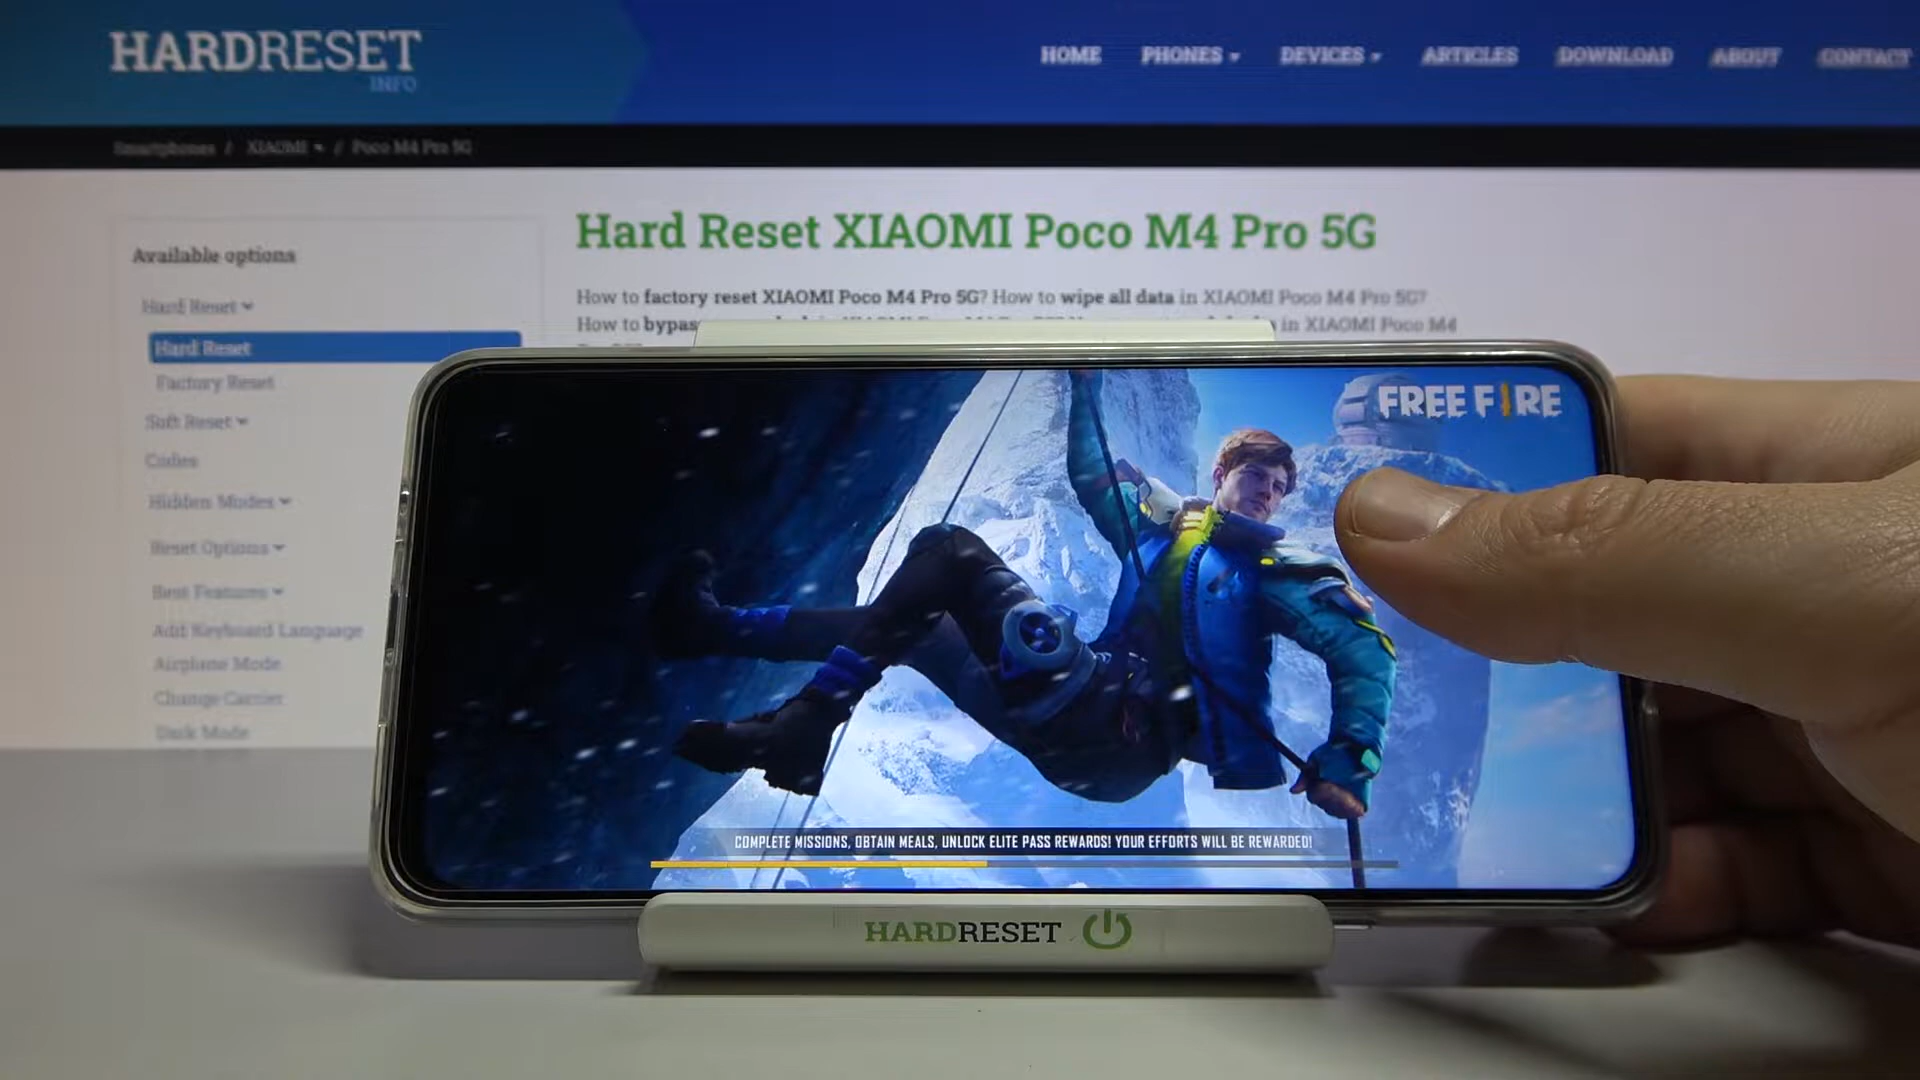 HARDRESET
INFO
HOME PHONES DEVICES ARTICLES DOWNLOAD ABOUT CONTACT
Smartphones / XIAOMI / Poco M4 Pro 5G
Hard Reset XIAOMI Poco M4 Pro 5G
How to factory reset XIAOMI Poco M4 Pro 5G? How to wipe all data in XIAOMI Poco M4 Pro 5G?
How to bypass in XIAOMI Poco M4
Available options
Hard Reset
Hard Reset
Factory Reset
Soft Reset
Codes
Hidden Modes
Reset Options
Best Features
Add Keyboard Language
Airplane Mode
Change Carrier
Dark Mode
FREE FIRE
COMPLETE MISSIONS, OBTAIN MEALS, UNLOCK ELITE PASS REWARDS! YOUR EFFORTS WILL BE REWARDED!
HARDRESET